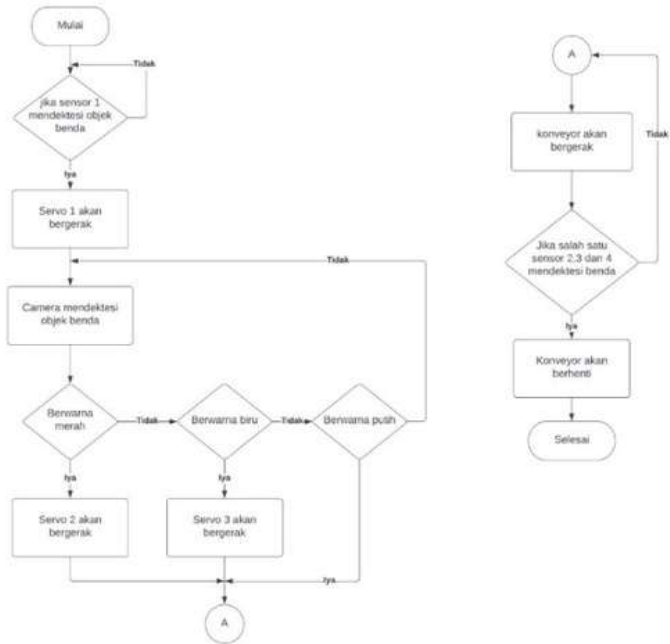 Mulai
Tidak
jika sensor 1
mendektesi objek
benda
Iya
Servo 1 akan
bergerak
Tidak
Camera mendektesi
objek benda
Berwarna
merah
Tidak
Berwarna biru
Tidak
Berwarna putih
Iya
Iya
Servo 2 akan
bergerak
Servo 3 akan
bergerak
Iya
A
A
konveyor akan
bergerak
Tidak
Jika salah satu
sensor 2,3 dan 4
mendektesi benda
Iya
Konveyor akan
berhenti
Selesai